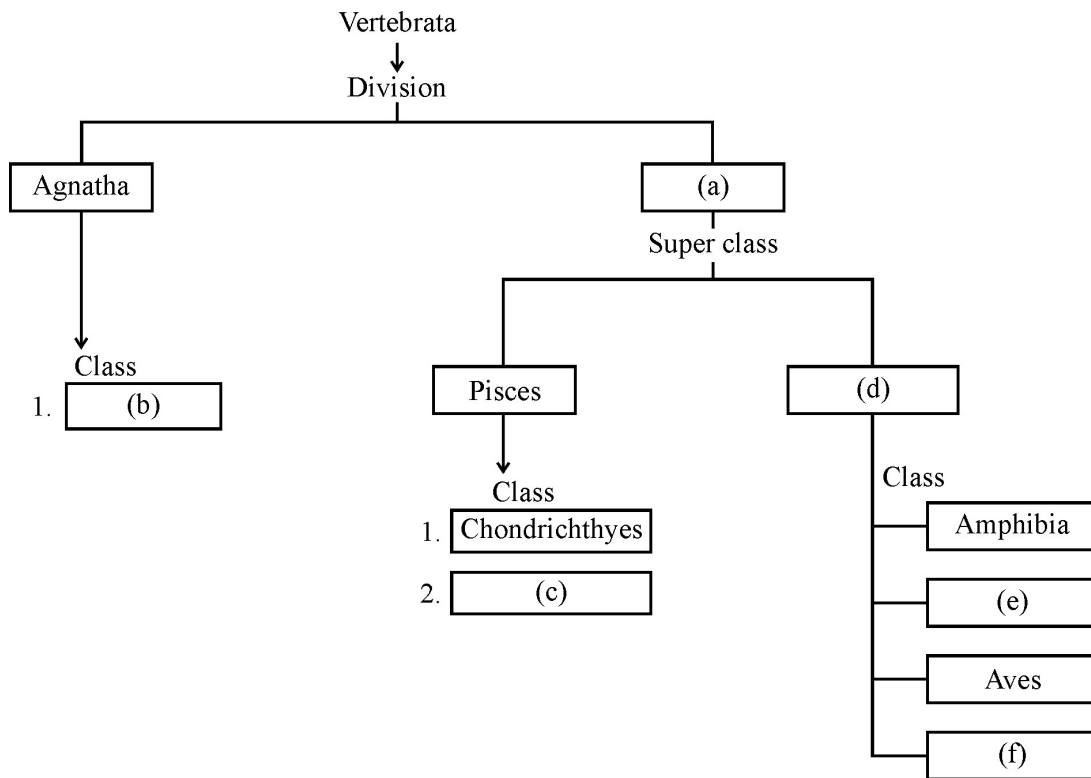 Vertebrata
Division
Agnatha
(a)
Super class
Class
1. (b)
Pisces
(d)
Class
1. Chondrichthyes
2. (c)
Class
Amphibia
(e)
Aves
(f)